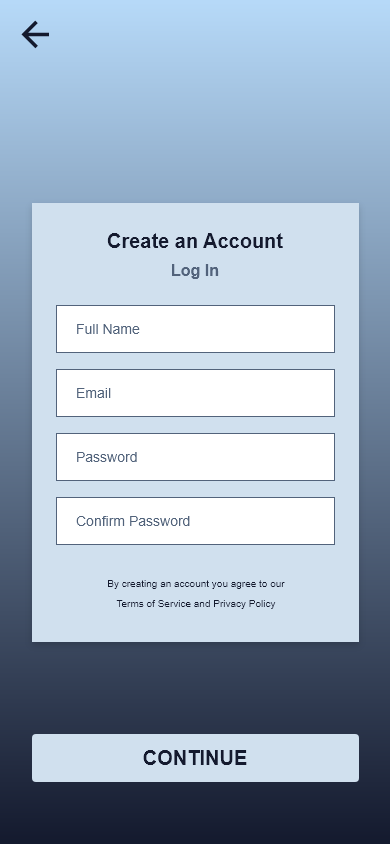 Create an Account
Log In
Full Name
Email
Password
Confirm Password
By creating an account you agree to our
Terms of Service and Privacy Policy
CONTINUE